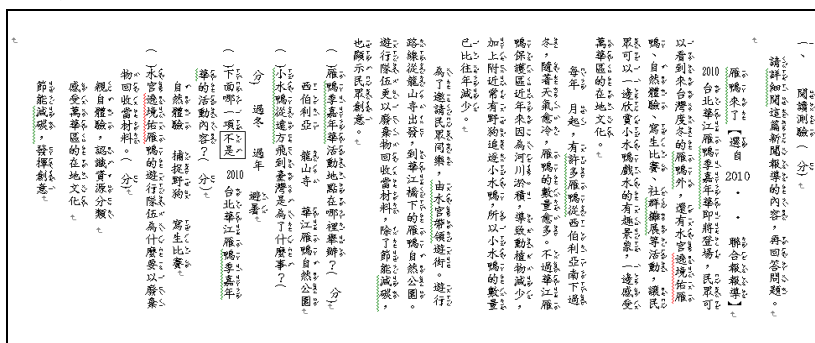 一、 閱讀測驗（ 分）
請詳細閱讀這篇新聞報導的內容，再回答問題。
雁鴨來了【選自 2010 . . 聯合報報導】
2010 台北華江雁鴨季嘉年華即將登場，民眾可
以看到來台灣度冬的雁鴨外，還有水宮遶境佑雁
鴨、自然體驗、寫生比賽、社群攤展等活動，讓民
眾可以一邊欣賞小水鴨戲水的有趣景象，一邊感受
萬華區的在地文化。
每年 月起，有許多雁鴨從西伯利亞南下過
冬，隨著天氣愈冷，雁鴨的數量愈多。不過華江雁
鴨保護區近年來因為河川淤積，導致動植物減少，
加上附近常有野狗追逐小水鴨，所以小水鴨的數量
已比往年減少。
為了邀請民眾同樂，由水宮帶領遊街。遊行
路線從龍山寺出發，到華江橋下的雁鴨自然公園。
遊行隊伍更以廢棄物回收當材料，除了節能減碳，
也顯示民眾創意。
（ ）雁鴨季嘉年華活動地點在哪裡舉辦？（ 分）
西伯利亞 龍山寺 華江雁鴨自然公園
（ ）小水鴨從遠方飛到臺灣是為了什麼事？（
分） 過冬 過年 避暑
（ ）下面哪一項不是 2010 台北華江雁鴨季嘉年
華的活動內容？（ 分）
自然體驗 捕捉野狗 寫生比賽
（ ）水宮遶境佑雁鴨的遊行隊伍為什麼要以廢棄
物回收當材料。（ 分）
親自體驗，認識資源分類
感受萬華區的在地文化
節能減碳，發揮創意